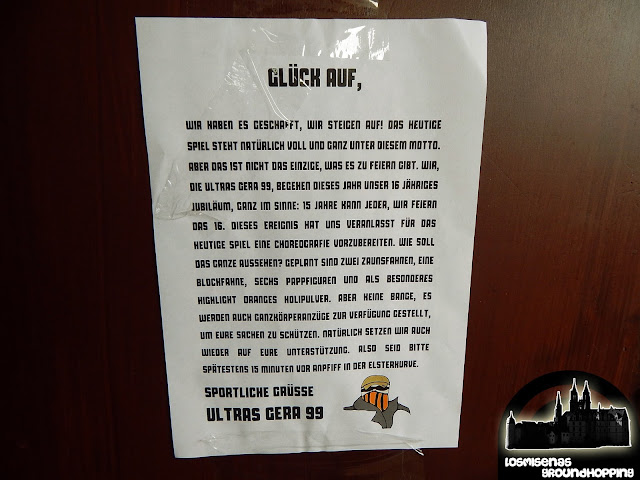 GLÜCK AUF,
WIR HABEN ES GESCHAFFT, WIR STEIGEN AUF! DAS HEUTIGE
SPIEL STEHT NATÜRLICH VOLL UND GANZ UNTER DIESEM MOTTO.
ABER DAS IST NICHT DAS EINZIGE, WAS ES ZU FEIERN GIBT. WIR,
DIE ULTRAS GERA 99, BEGEHEN DIESES JAHR UNSER 16 JÄHRIGES
JUBILÄUM, GANZ IM SINNE: 15 JAHRE KANN JEDER, WIR FEIERN
DAS 16. DIESES EREIGNIS HAT UNS VERANLASST FÜR DAS
HEUTIGE SPIEL EINE CHOREOGRAFIE VORZUBEREITEN. WIE SOLL
DAS GANZE AUSSEHEN? GEPLANT SIND ZWEI ZAUNSFAHNEN, EINE
BLOCKFAHNE, SECHS PAPPFIGUREN UND ALS BESONDERES
HIGHLIGHT ORANGES HOLIPULVER. ABER KEINE BANGE, ES
WERDEN AUCH GANZKÖRPERANZÜGE ZUR VERFÜGUNG GESTELLT,
UM EURE SACHEN ZU SCHÜTZEN. NATÜRLICH SETZEN WIR AUCH
WIEDER AUF EURE UNTERSTÜTZUNG. ALSO SEID BITTE
SPÄTESTENS 15 MINUTEN VOR ANPFIFF IN DER ELSTERKURVE.
SPORTLICHE GRÜSSE
ULTRAS GERA 99
LOSMISENAS
GROUNDHOPPING